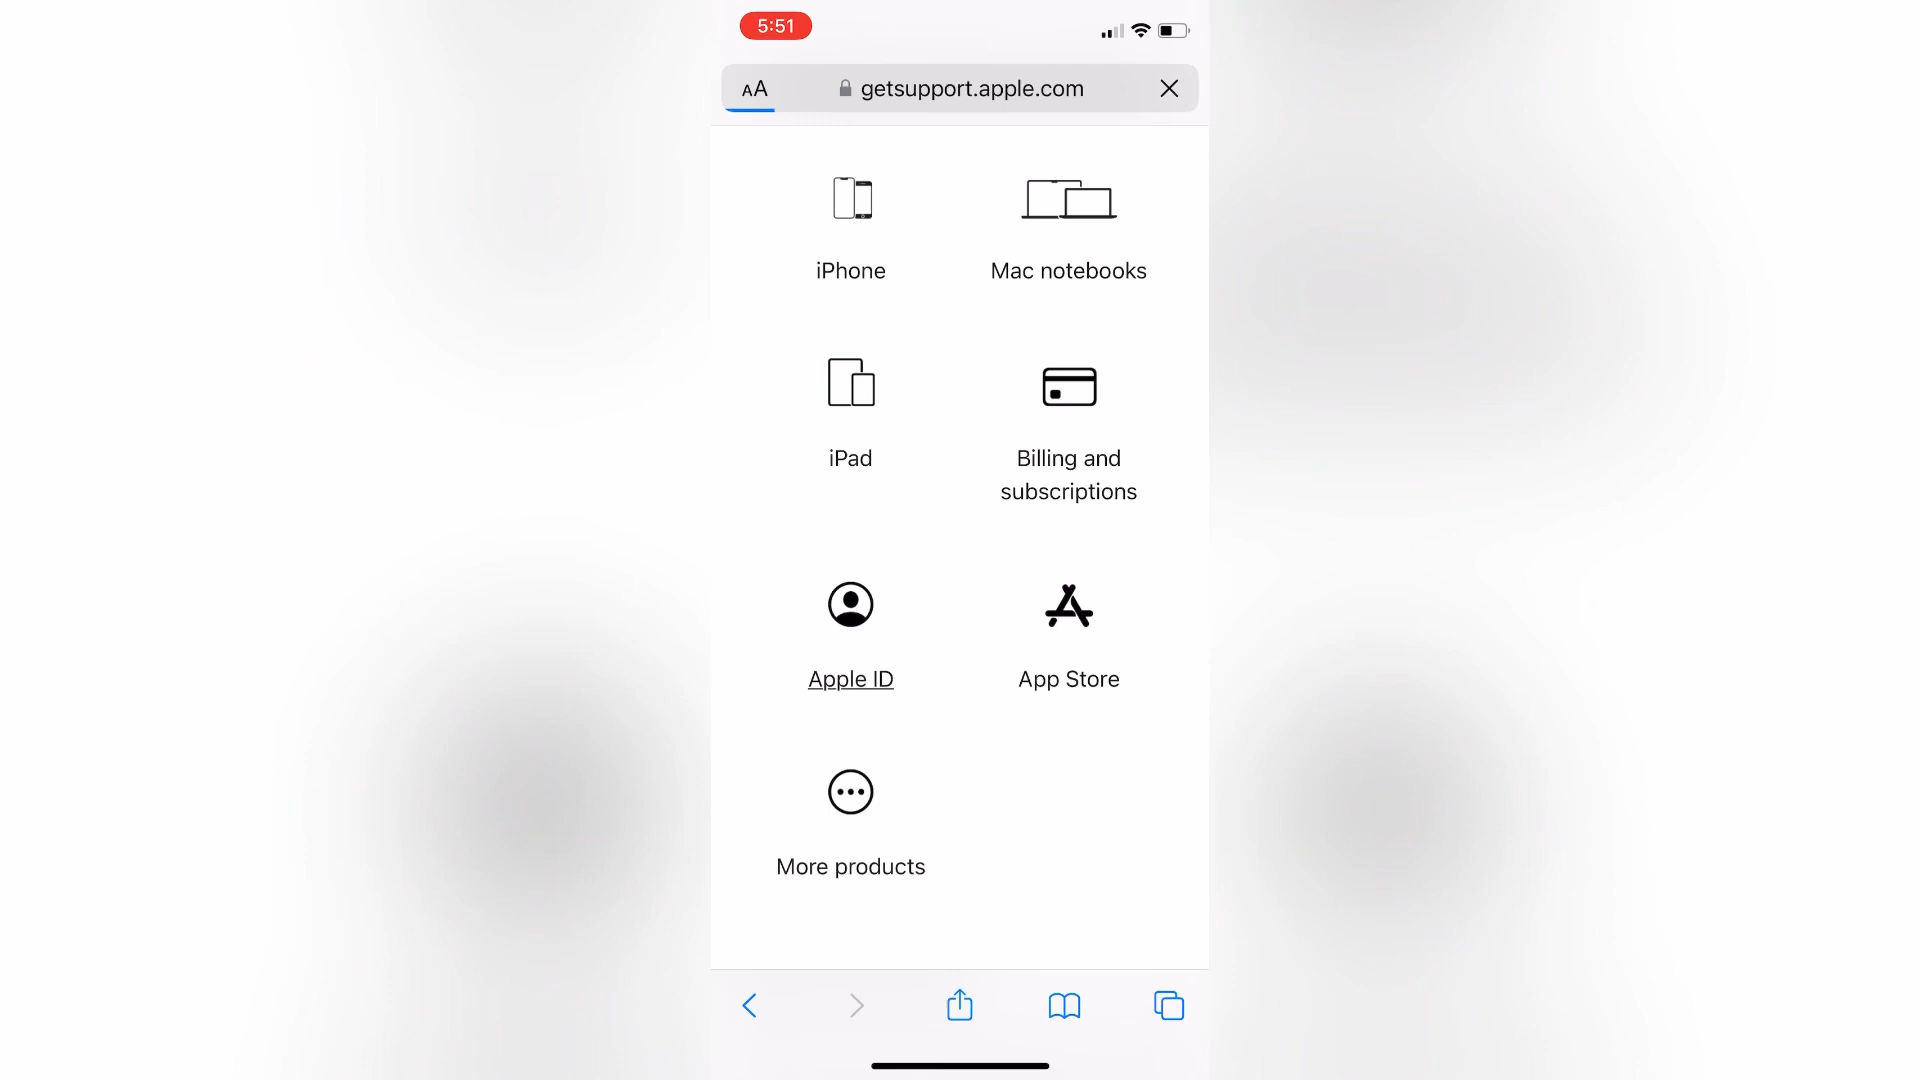 5:51
AA getsupport.apple.com
iPhone
Mac notebooks
iPad
Billing and
subscriptions
Apple ID
App Store
More products